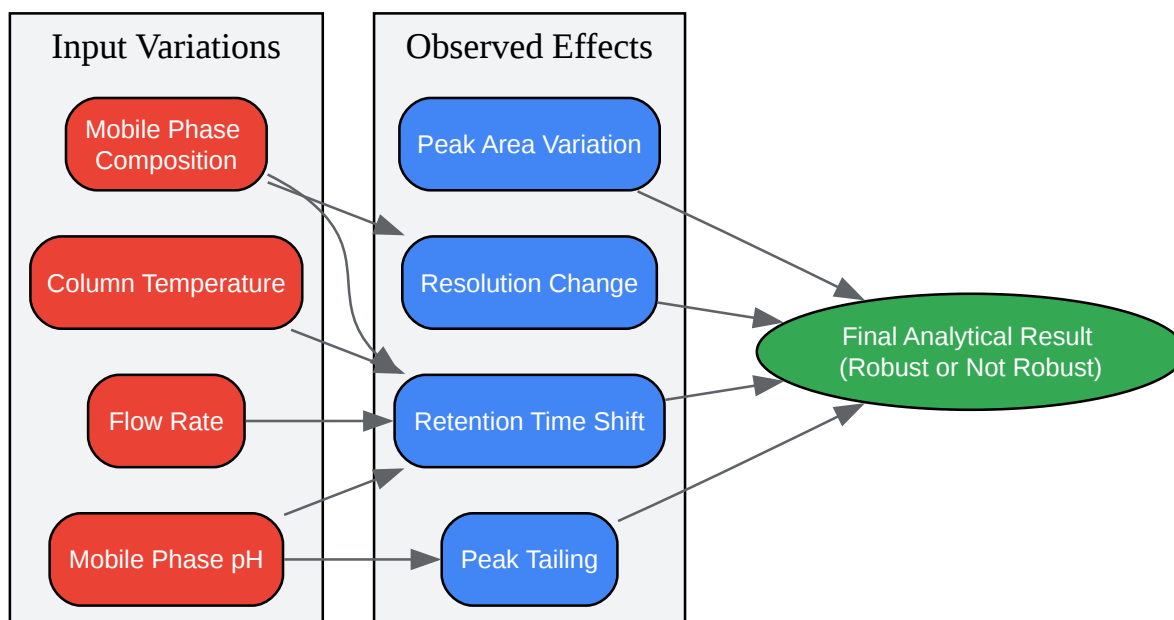 Input Variations
Mobile Phase
Composition
Column Temperature
Flow Rate
Mobile Phase pH
Observed Effects
Peak Area Variation
Resolution Change
Retention Time Shift
Peak Tailing
Final Analytical Result
(Robust or Not Robust)